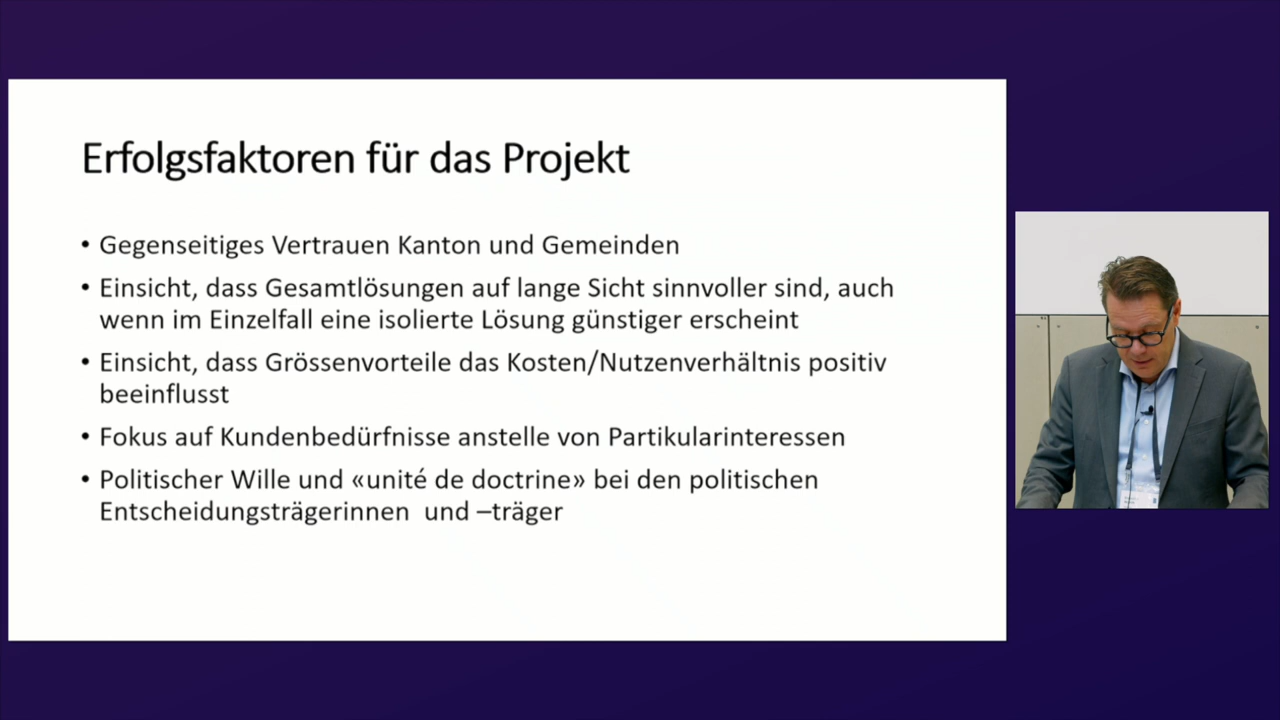 Erfolgsfaktoren für das Projekt
• Gegenseitiges Vertrauen Kanton und Gemeinden
• Einsicht, dass Gesamtlösungen auf lange Sicht sinnvoller sind, auch
wenn im Einzelfall eine isolierte Lösung günstiger erscheint
• Einsicht, dass Grössenvorteile das Kosten/Nutzenverhältnis positiv
beeinflusst
• Fokus auf Kundenbedürfnisse anstelle von Partikularinteressen
• Politischer Wille und «unité de doctrine» bei den politischen
Entscheidungsträgerinnen  und –träger